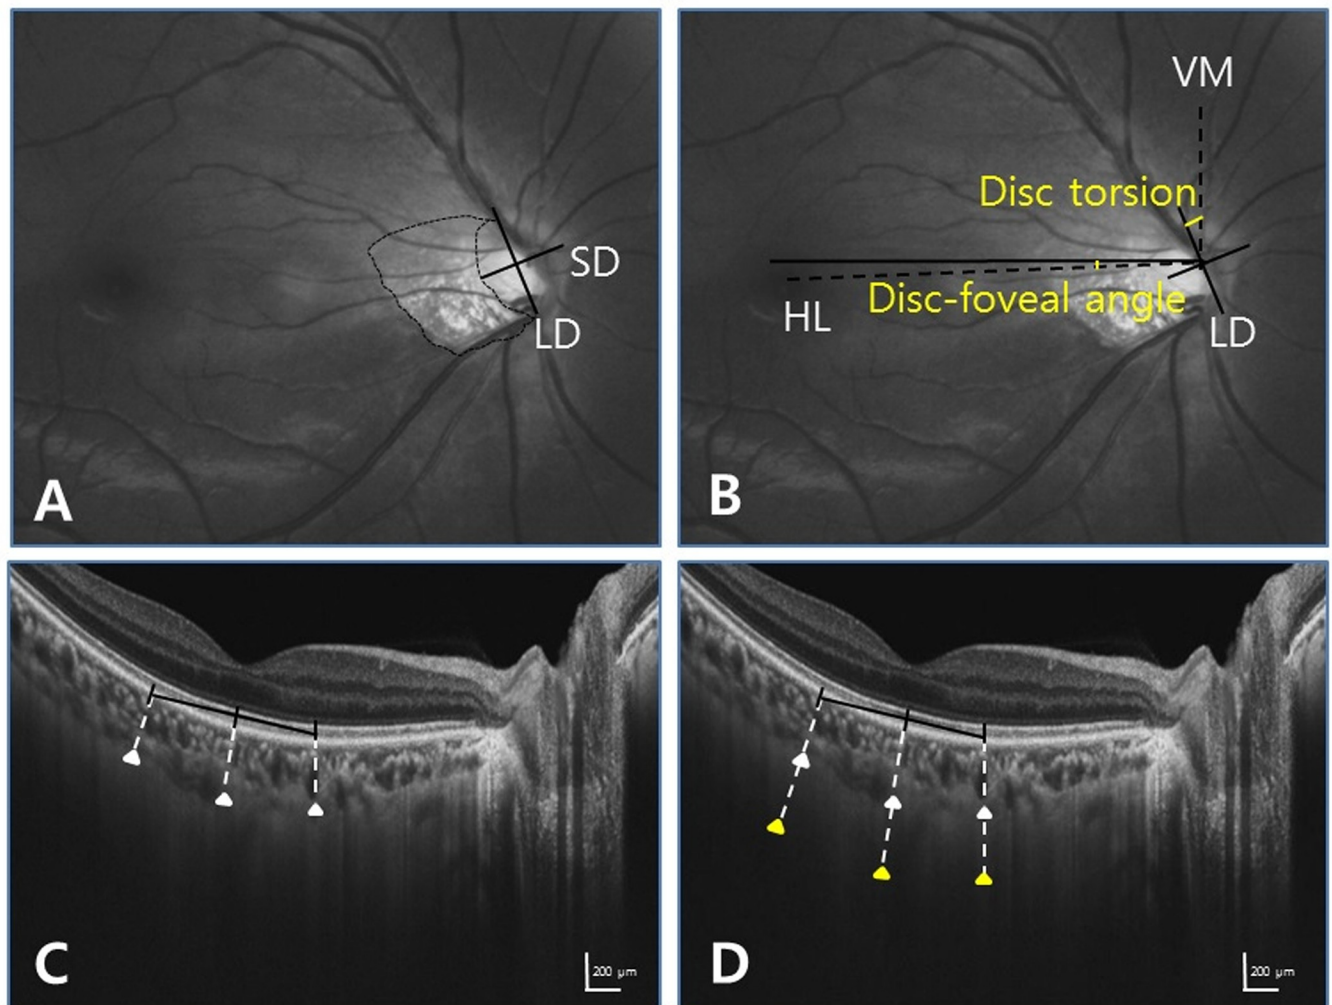 SD
LD
A
VM
Disc torsion
HL
Disc-foveal angle
LD
B
C
200 µm
D
200 µm